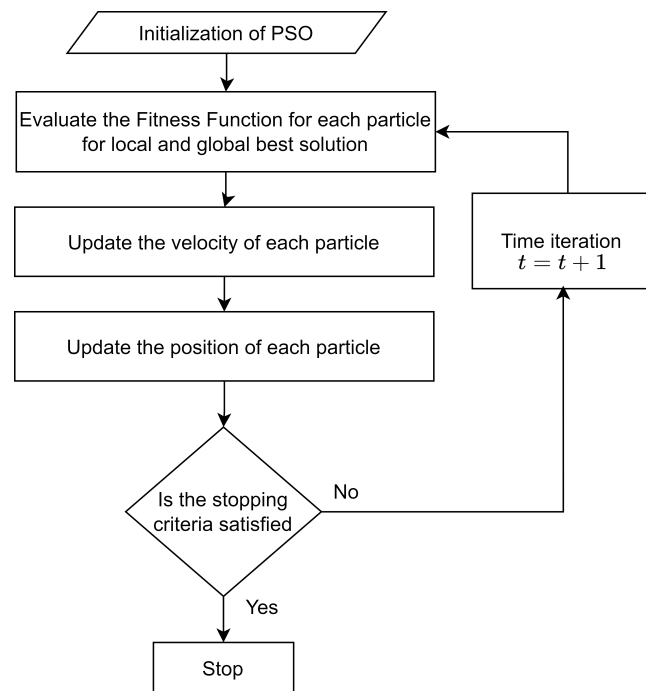 Initialization of PSO
Evaluate the Fitness Function for each particle
for local and global best solution
Update the velocity of each particle
Time iteration
t = t + 1
Update the position of each particle
Is the stopping
criteria satisfied
No
Yes
Stop